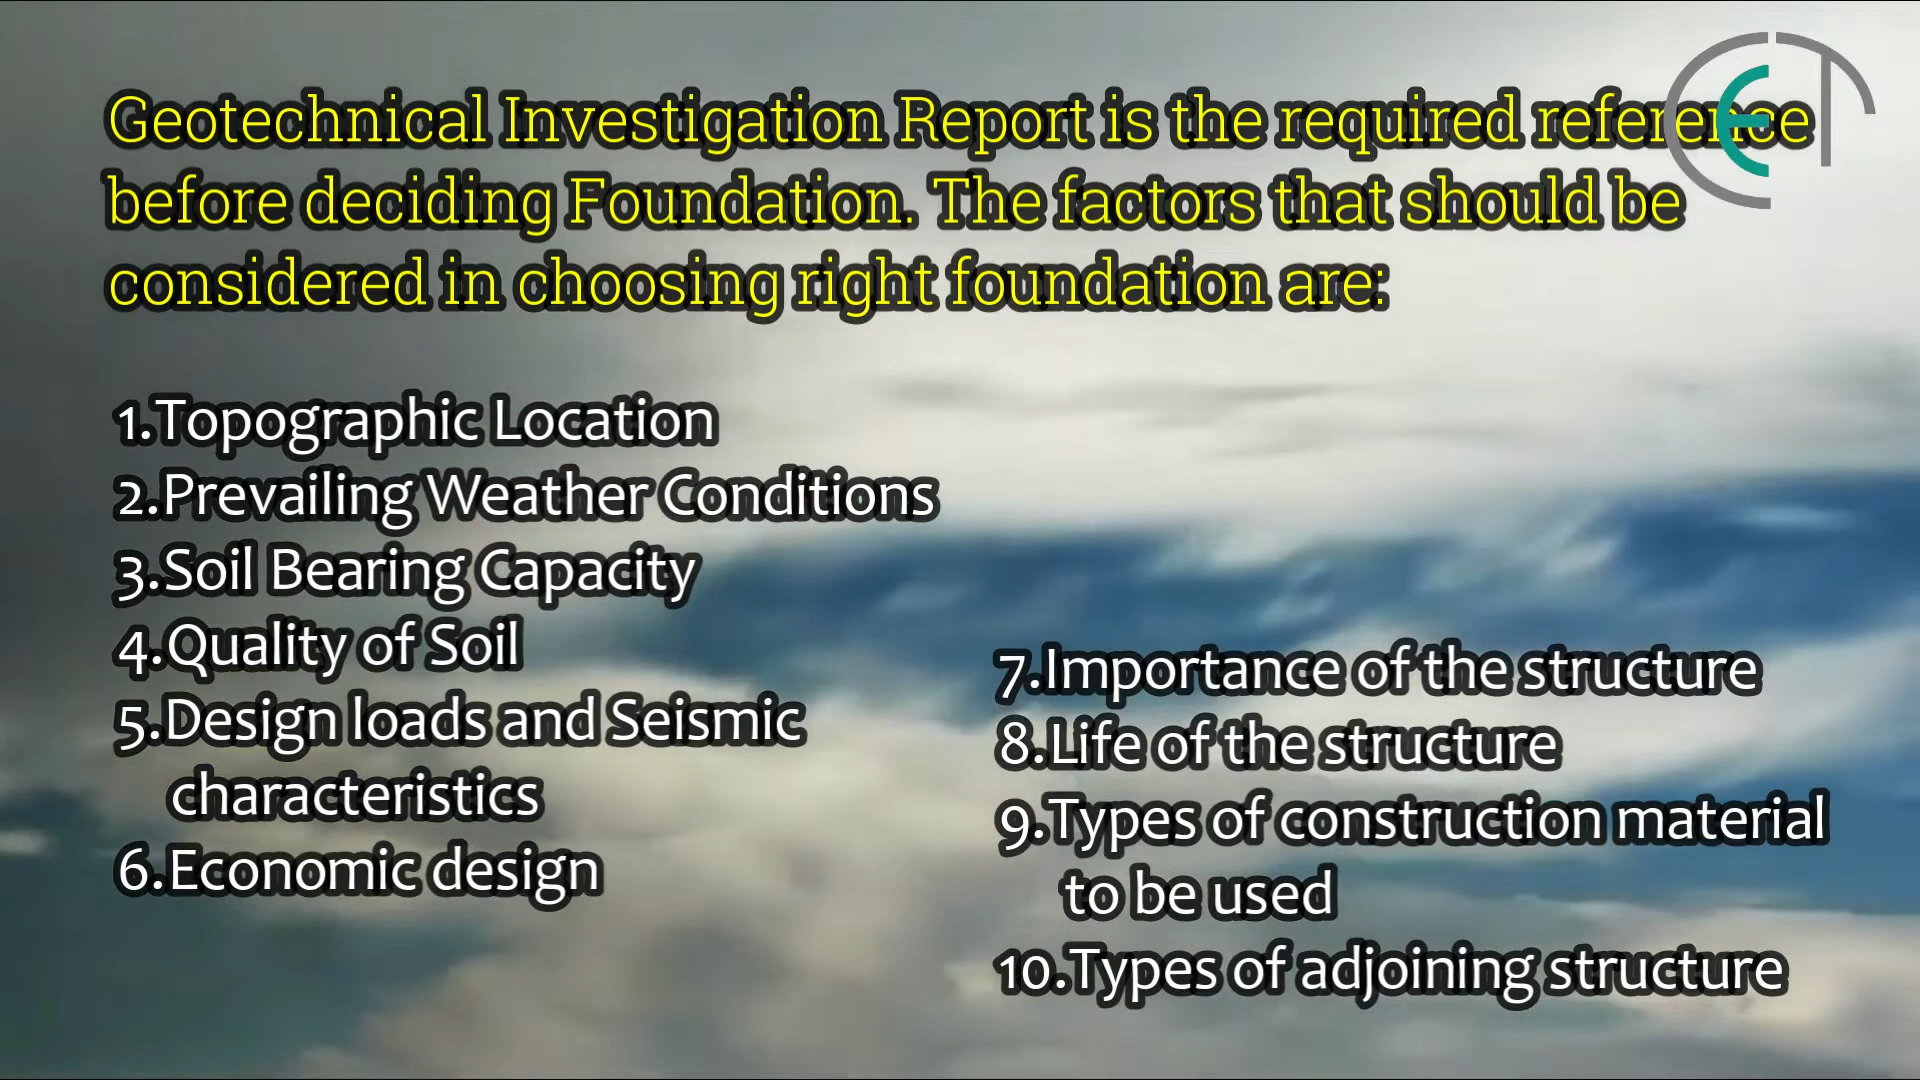 Geotechnical Investigation Report is the required reference
before deciding Foundation. The factors that should be
considered in choosing right foundation are:
1.Topographic Location
2.Prevailing Weather Conditions
3.Soil Bearing Capacity
4.Quality of Soil
5.Design loads and Seismic
characteristics
6.Economic design
7.Importance of the structure
8.Life of the structure
9.Types of construction material
to be used
10.Types of adjoining structure
CET